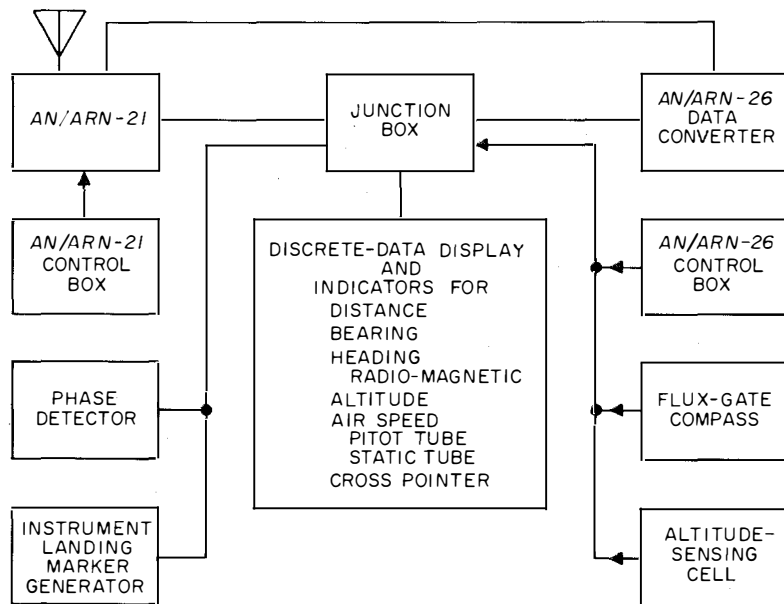 AN/ARN-21
JUNCTION
BOX
AN/ARN-26
DATA
CONVERTER
AN/ARN-21
CONTROL
BOX
DISCRETE-DATA DISPLAY
AND
INDICATORS FOR
DISTANCE
BEARING
HEADING
RADIO-MAGNETIC
ALTITUDE
AIR SPEED
PITOT TUBE
STATIC TUBE
CROSS POINTER
AN/ARN-26
CONTROL
BOX
PHASE
DETECTOR
FLUX-GATE
COMPASS
INSTRUMENT
LANDING
MARKER
GENERATOR
ALTITUDE-
SENSING
CELL